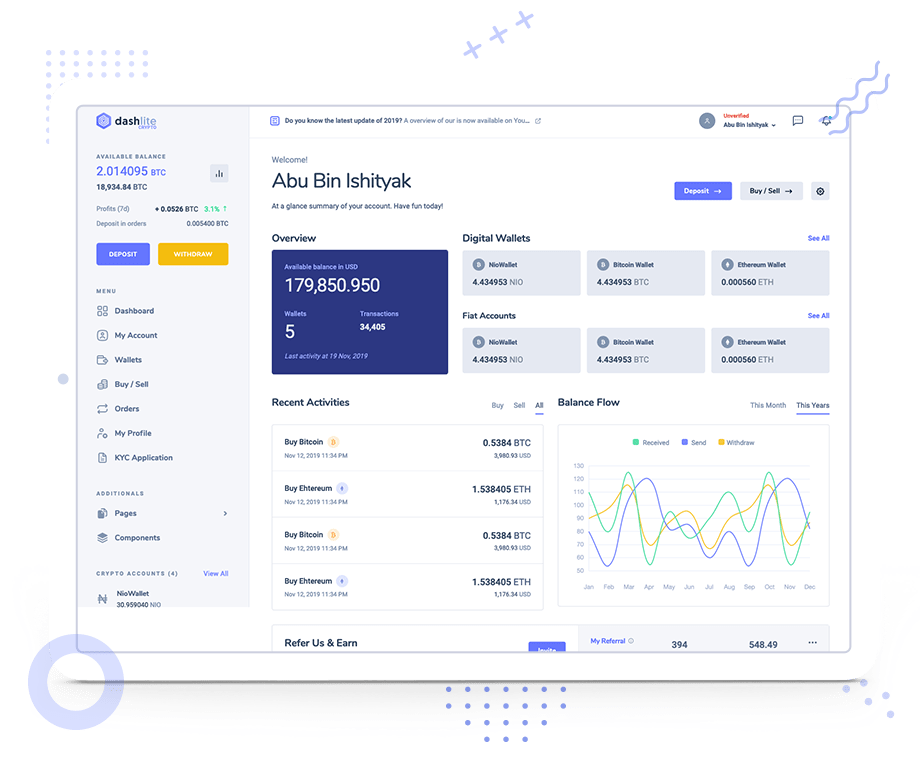 dashlite
CRYPTO
Do you know the latest update of 2019? A overview of our is now available on You...
Unverified
Abu Bin Ishityak
AVAILABLE BALANCE
2.014095 BTC
18,934.84 BTC
Profits (7d) + 0.0526 BTC 3.1% ↑
Deposit in orders 0.005400 BTC
DEPOSIT WITHDRAW
MENU
Dashboard
My Account
Wallets
Buy / Sell
Orders
My Profile
KYC Application
ADDITIONALS
Pages
Components
CRYPTO ACCOUNTS (4) View All
NioWallet
30.959040 NIO
Welcome!
Abu Bin Ishityak
At a glance summary of your account. Have fun today!
Deposit → Buy / Sell →
Overview
Available balance in USD
179,850.950
Wallets Transactions
5 34,405
Last activity at 19 Nov, 2019
Digital Wallets See All
NioWallet Bitcoin Wallet Ethereum Wallet
4.434953 NIO 4.434953 BTC 0.000560 ETH
Fiat Accounts See All
NioWallet Bitcoin Wallet Ethereum Wallet
4.434953 NIO 4.434953 BTC 0.000560 ETH
Recent Activities Buy Sell All
Buy Bitcoin 0.5384 BTC
Nov 12, 2019 11:34 PM 3,980.93 USD
Buy Ehtereum 1.538405 ETH
Nov 12, 2019 11:34 PM 1,176.34 USD
Buy Bitcoin 0.5384 BTC
Nov 12, 2019 11:34 PM 3,980.93 USD
Buy Ehtereum 1.538405 ETH
Nov 12, 2019 11:34 PM 1,176.34 USD
Balance Flow This Month This Years
Received Send Withdraw
130
120
110
100
90
80
70
60
50
Jan Feb Mar Apr May Jun Jul Aug Sep Oct Nov Dec
Refer Us & Earn Invite
My Referral 394 548.49 ...